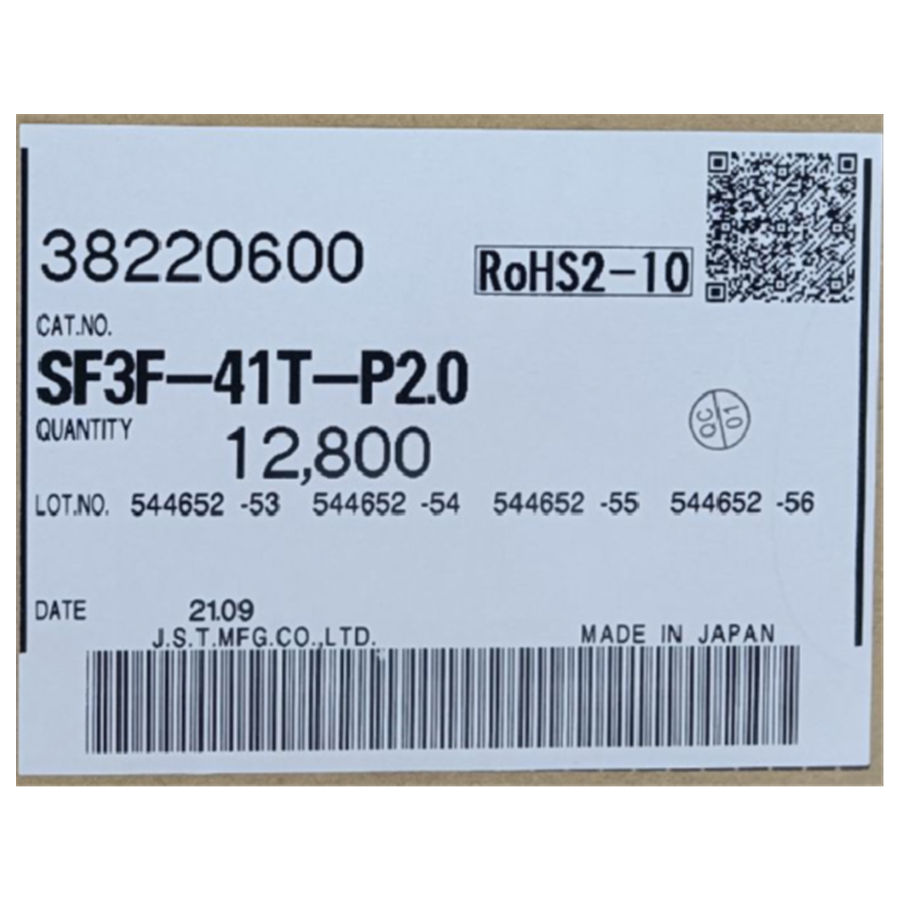 38220600
RoHS2-10
CAT.NO.
SF3F-41T-P2.0
QUANTITY 12,800
QC 01
LOT.NO. 544652 -53 544652 -54 544652 -55 544652 -56
DATE 21.09
J.S.T.MFG.CO.,LTD. MADE IN JAPAN